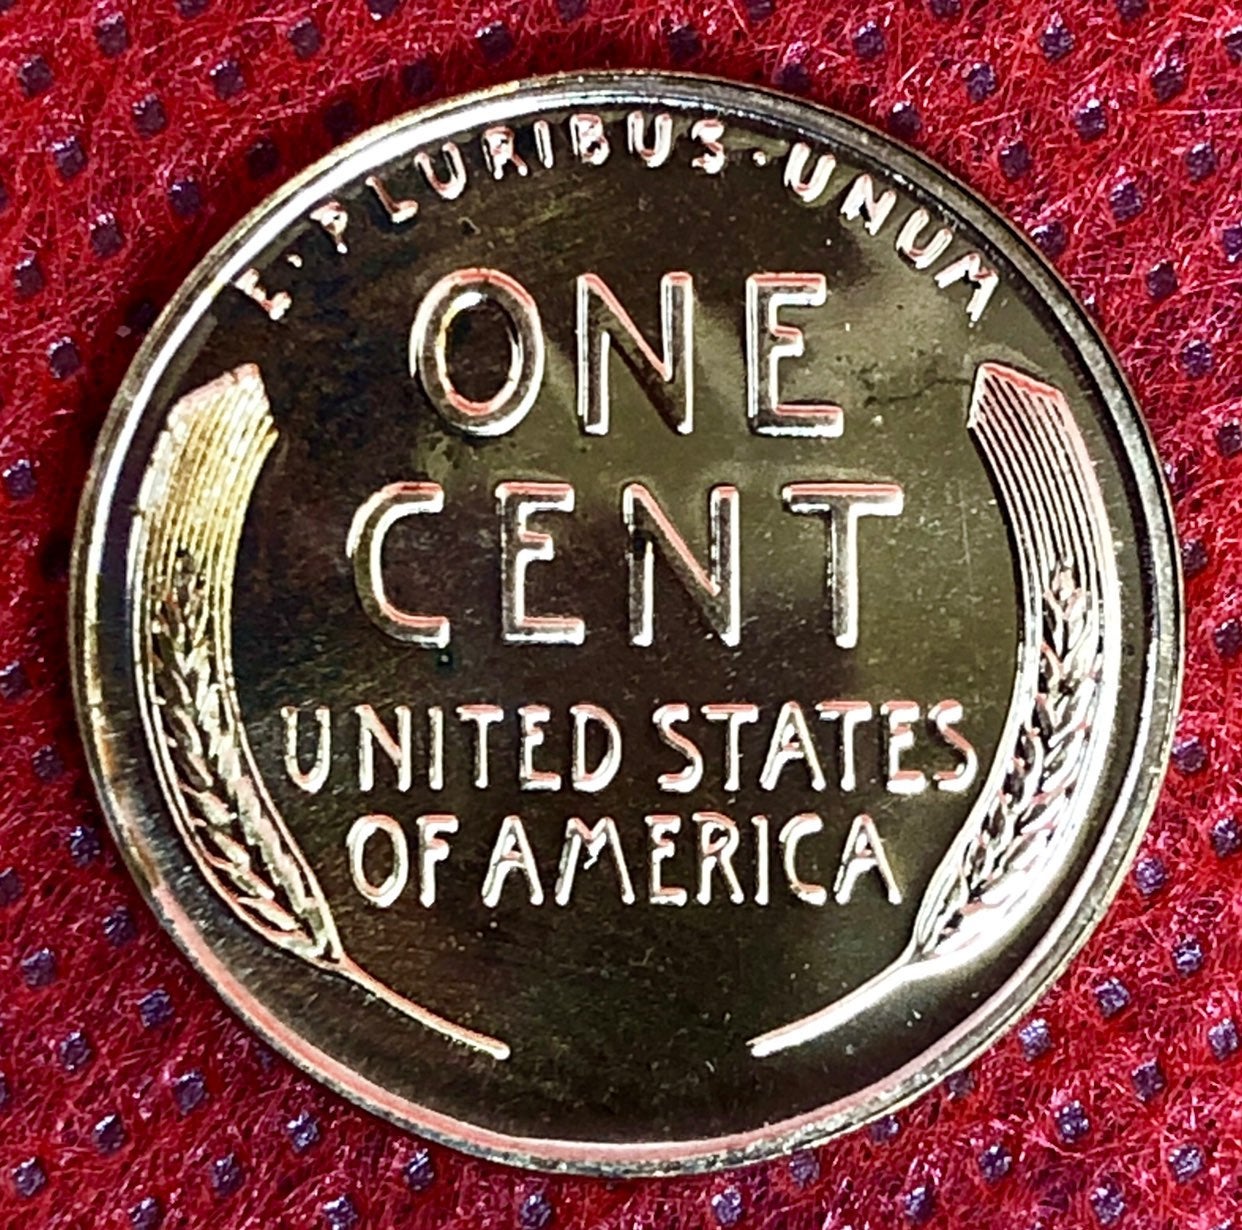 E·PLURIBUS·UNUM
ONE
CENT
UNITED STATES
OF AMERICA